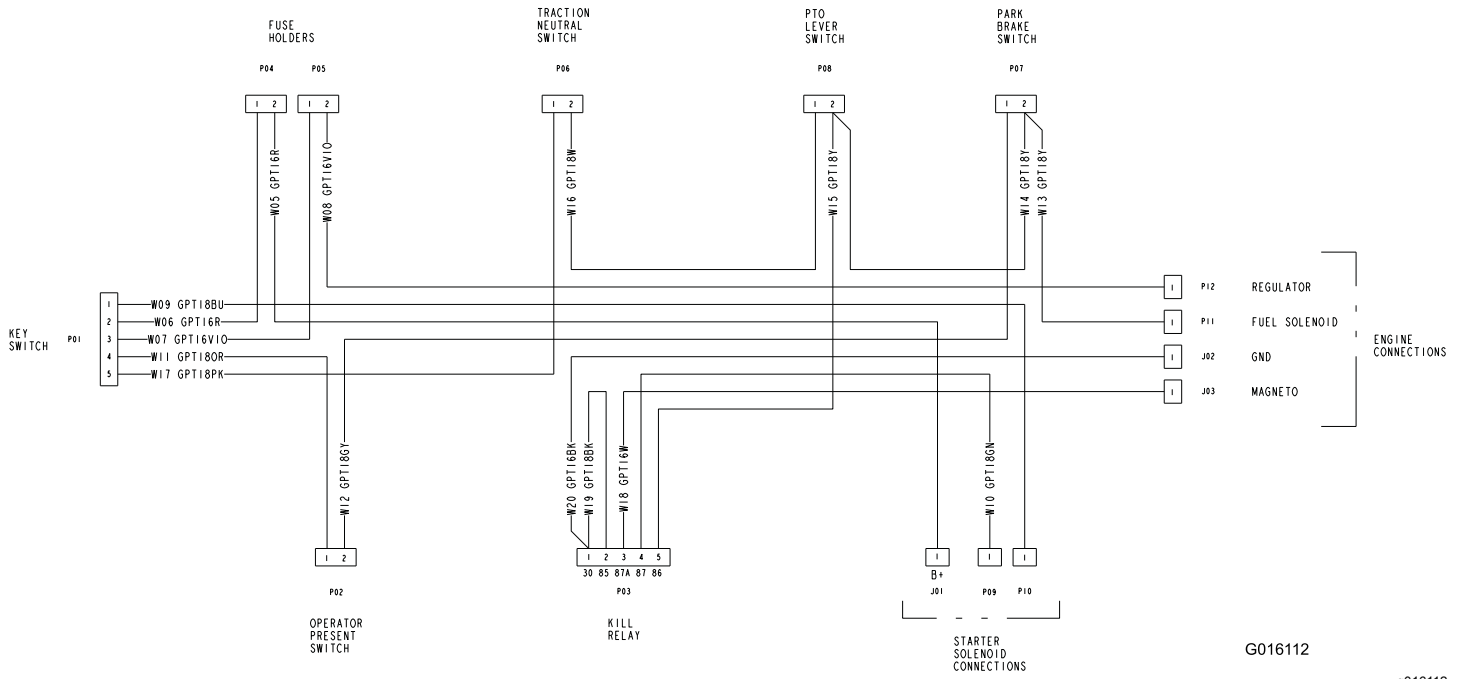 FUSE
HOLDERS
TRACTION
NEUTRAL
SWITCH
PTO
LEVER
SWITCH
PARK
BRAKE
SWITCH
P04
P05
P06
P08
P07
1 2
1 2
1 2
1 2
1 2
W05 GPT16R
W08 GPT16VIO
W16 GPT18W
W15 GPT18Y
W14 GPT18Y
W13 GPT18Y
KEY
SWITCH
P01
1
2
3
4
5
W09 GPT18BU
W06 GPT16R
W07 GPT16VIO
W11 GPT18OR
W17 GPT18PK
1 P12 REGULATOR
1 P11 FUEL SOLENOID
1 J02 GND
1 J03 MAGNETO
ENGINE
CONNECTIONS
W12 GPT18GY
W20 GPT16BK
W19 GPT18BK
W18 GPT16W
W10 GPT18GN
1 2
P02
OPERATOR
PRESENT
SWITCH
1 2 3 4 5
30 85 87A 87 86
P03
KILL
RELAY
1
1
1
B+
J01
P09
P10
STARTER
SOLENOID
CONNECTIONS
G016112